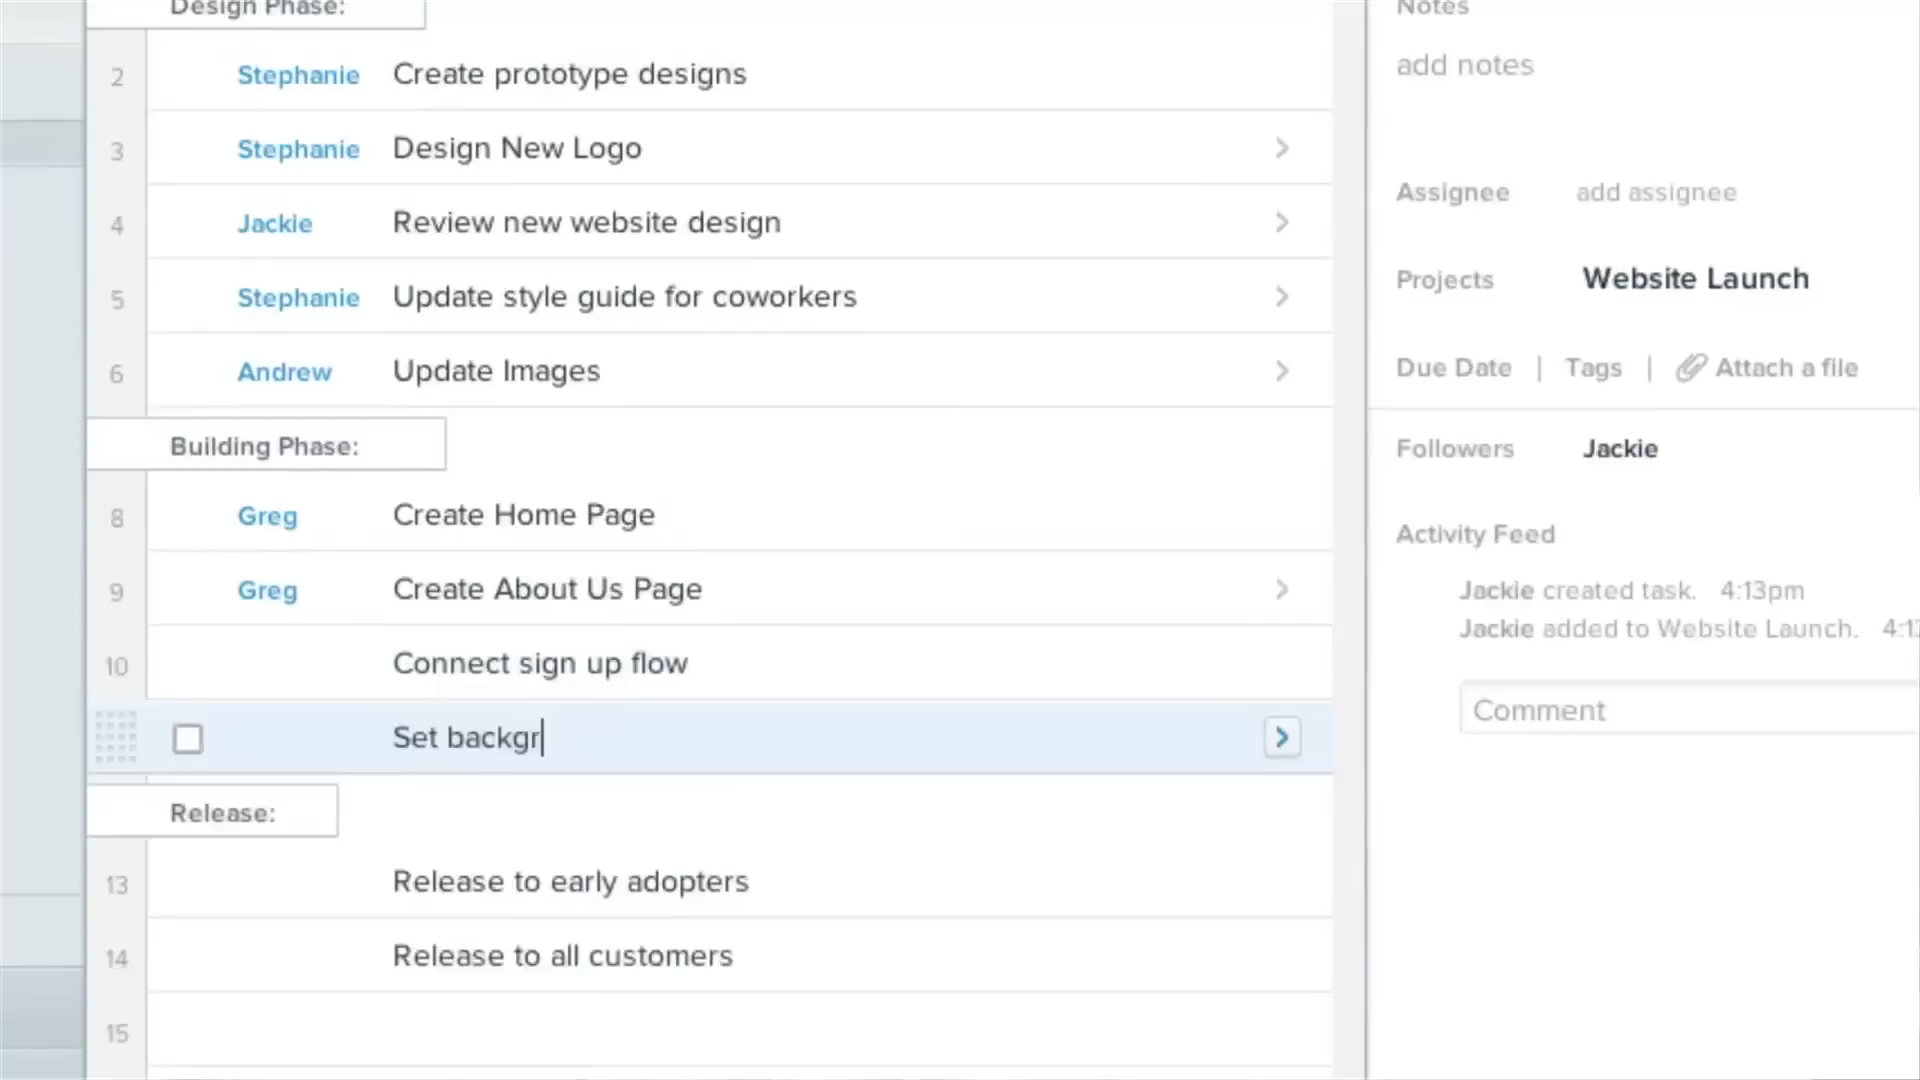 Design Phase:
2 Stephanie Create prototype designs
3 Stephanie Design New Logo
4 Jackie Review new website design
5 Stephanie Update style guide for coworkers
6 Andrew Update Images
Building Phase:
8 Greg Create Home Page
9 Greg Create About Us Page
10 Connect sign up flow
Set backgr
Release:
13 Release to early adopters
14 Release to all customers
15
Notes
add notes
Assignee add assignee
Projects Website Launch
Due Date | Tags | Attach a file
Followers Jackie
Activity Feed
Jackie created task. 4:13pm
Jackie added to Website Launch. 4:13
Comment